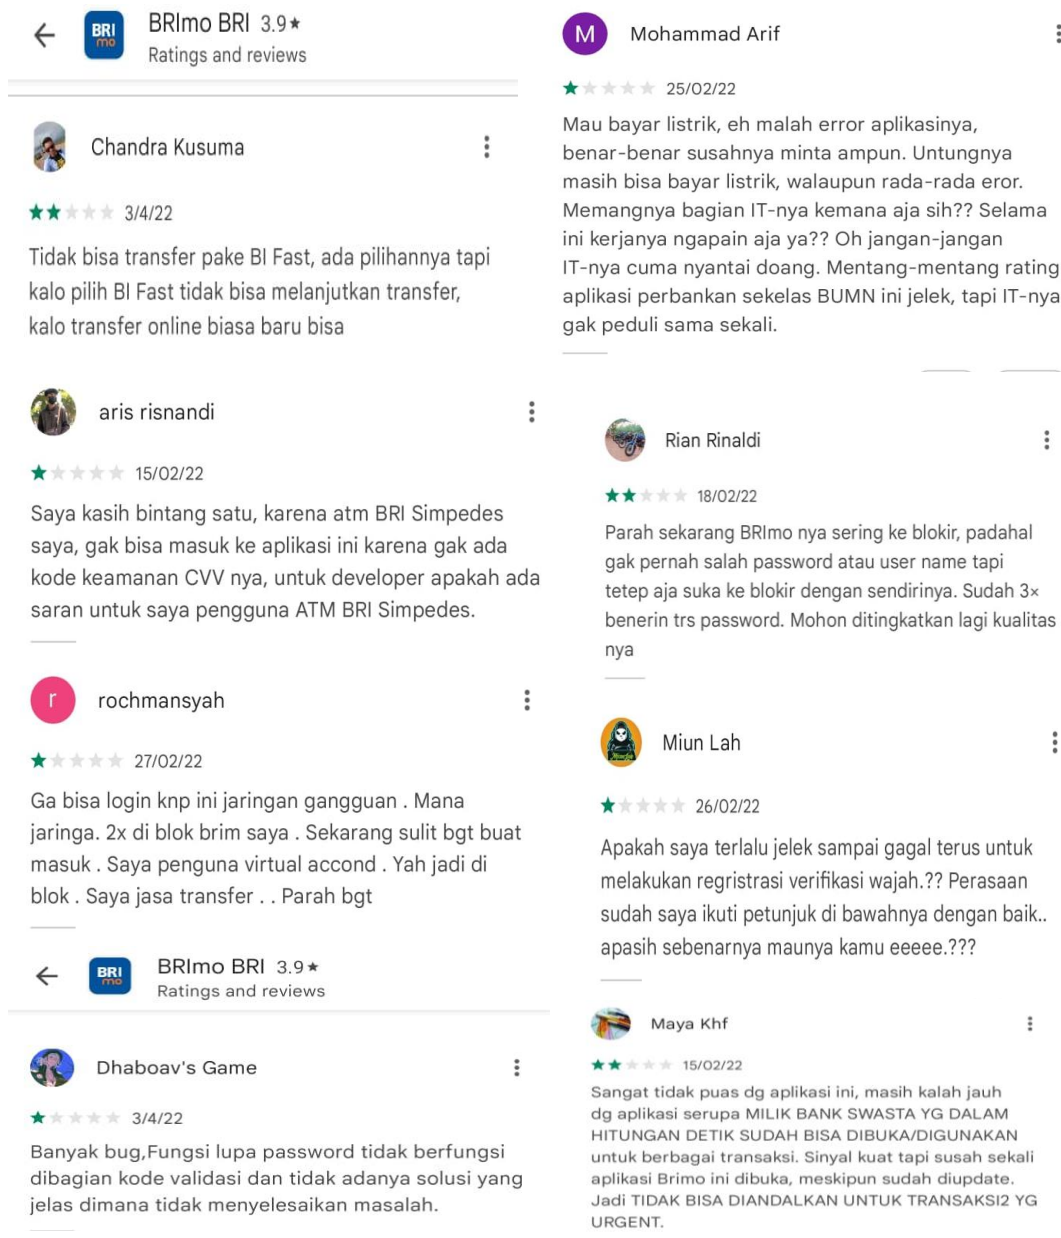 BRImo BRI 3.9★
Ratings and reviews
BRI
mo
Chandra Kusuma
3/4/22
Tidak bisa transfer pake BI Fast, ada pilihannya tapi
kalo pilih BI Fast tidak bisa melanjutkan transfer,
kalo transfer online biasa baru bisa
aris risnandi
15/02/22
Saya kasih bintang satu, karena atm BRI Simpedes
saya, gak bisa masuk ke aplikasi ini karena gak ada
kode keamanan CVV nya, untuk developer apakah ada
saran untuk saya pengguna ATM BRI Simpedes.
r
rochmansyah
27/02/22
Ga bisa login knp ini jaringan gangguan . Mana
jaringa. 2x di blok brim saya . Sekarang sulit bgt buat
masuk . Saya penguna virtual accond . Yah jadi di
blok . Saya jasa transfer . . Parah bgt
BRImo BRI 3.9★
Ratings and reviews
BRI
mo
Dhaboav's Game
3/4/22
Banyak bug,Fungsi lupa password tidak berfungsi
dibagian kode validasi dan tidak adanya solusi yang
jelas dimana tidak menyelesaikan masalah.
M
Mohammad Arif
25/02/22
Mau bayar listrik, eh malah error aplikasinya,
benar-benar susahnya minta ampun. Untungnya
masih bisa bayar listrik, walaupun rada-rada eror.
Memangnya bagian IT-nya kemana aja sih?? Selama
ini kerjanya ngapain aja ya?? Oh jangan-jangan
IT-nya cuma nyantai doang. Mentang-mentang rating
aplikasi perbankan sekelas BUMN ini jelek, tapi IT-nya
gak peduli sama sekali.
Rian Rinaldi
18/02/22
Parah sekarang BRImo nya sering ke blokir, padahal
gak pernah salah password atau user name tapi
tetep aja suka ke blokir dengan sendirinya. Sudah 3×
benerin trs password. Mohon ditingkatkan lagi kualitas
nya
Miun Lah
26/02/22
Apakah saya terlalu jelek sampai gagal terus untuk
melakukan regristrasi verifikasi wajah.?? Perasaan
sudah saya ikuti petunjuk di bawahnya dengan baik..
apasih sebenarnya maunya kamu eeeee.???
Maya Khf
15/02/22
Sangat tidak puas dg aplikasi ini, masih kalah jauh
dg aplikasi serupa MILIK BANK SWASTA YG DALAM
HITUNGAN DETIK SUDAH BISA DIBUKA/DIGUNAKAN
untuk berbagai transaksi. Sinyal kuat tapi susah sekali
aplikasi Brimo ini dibuka, meskipun sudah diupdate.
Jadi TIDAK BISA DIANDALKAN UNTUK TRANSAKSI2 YG
URGENT.